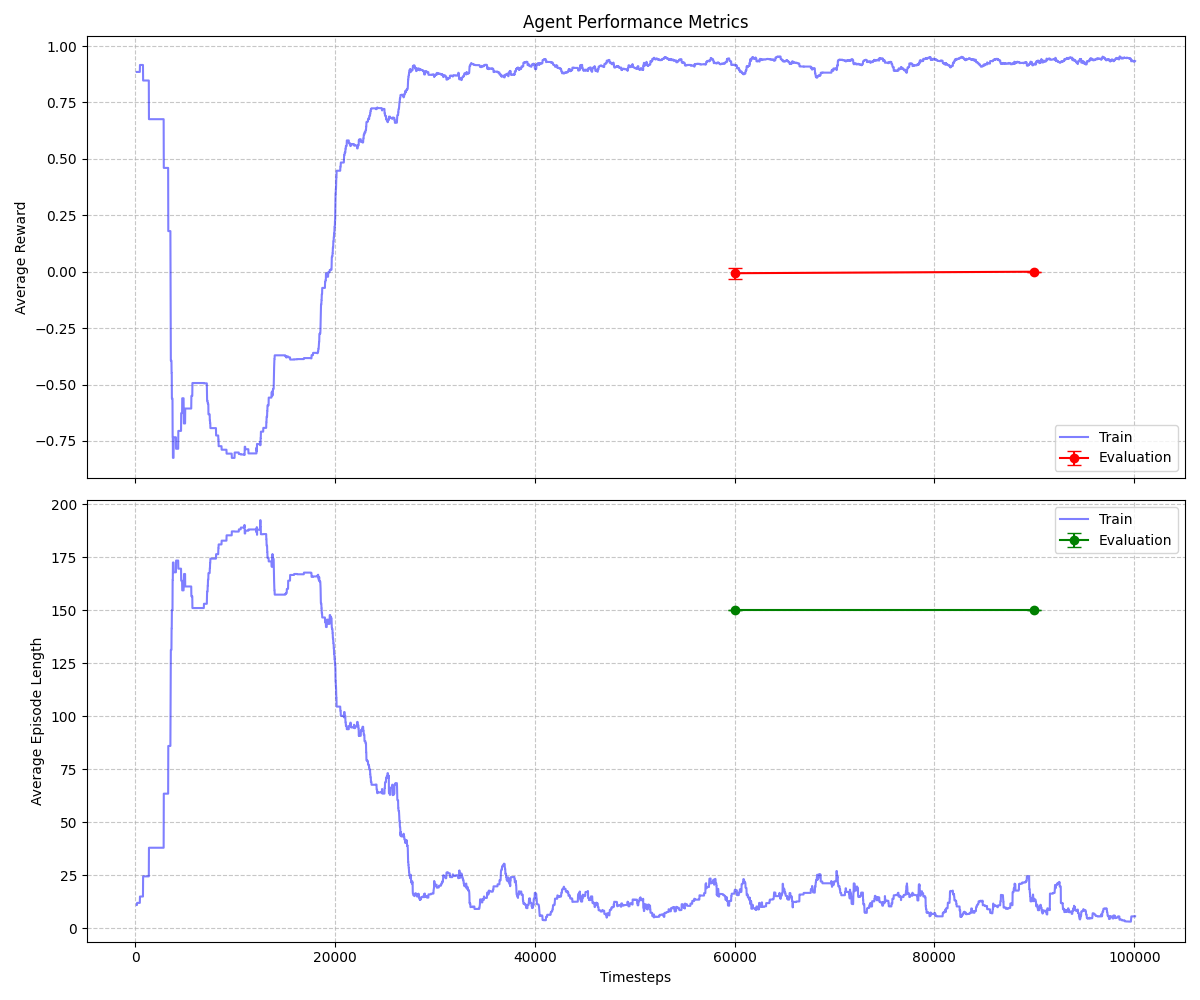 Agent Performance Metrics
1.00
0.75
0.50
0.25
0.00
−0.25
−0.50
−0.75
Average Reward
Train
Evaluation
200
175
150
125
100
75
50
25
0
Average Episode Length
Train
Evaluation
0
20000
40000
60000
80000
100000
Timesteps